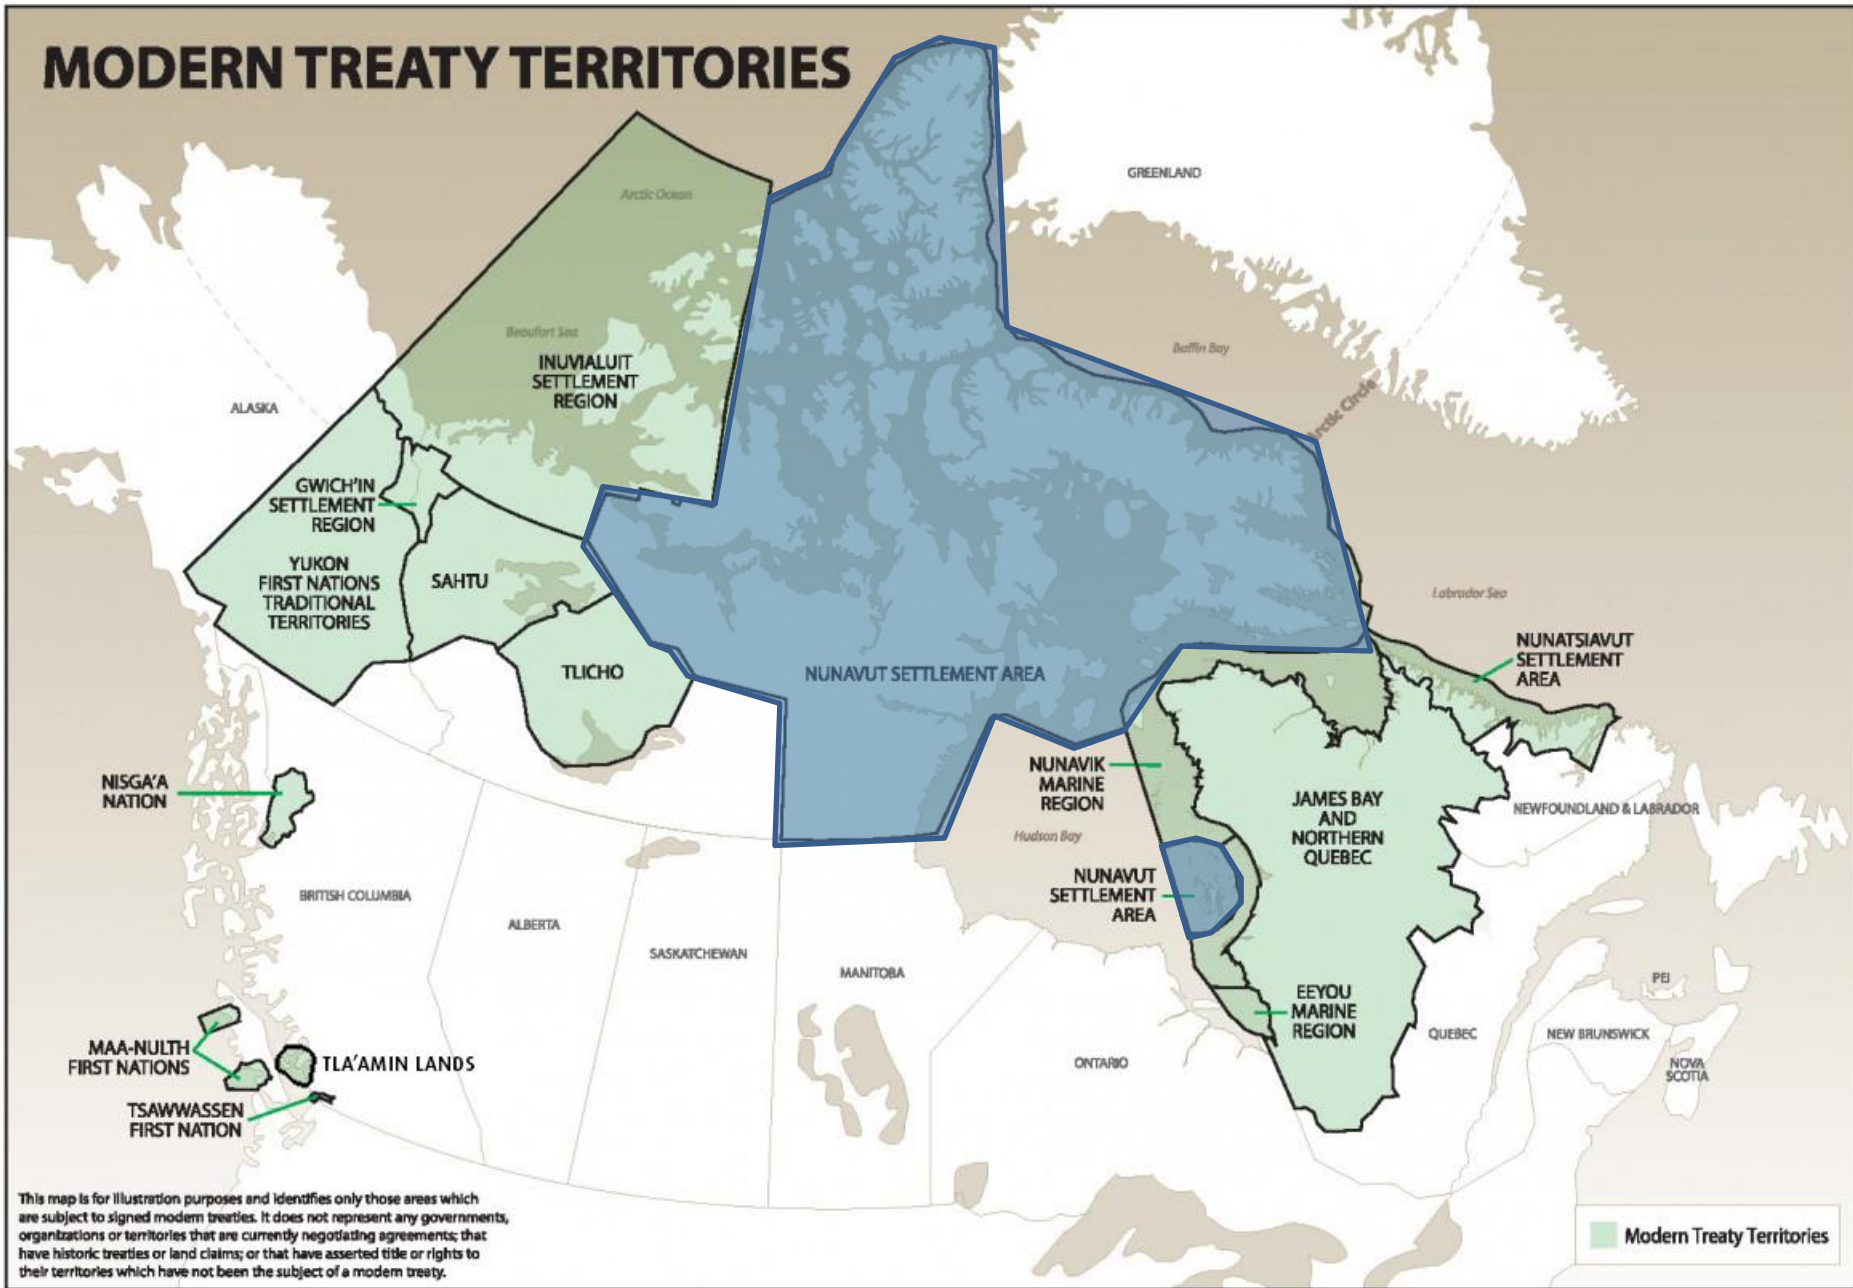 MODERN TREATY TERRITORIES
GREENLAND
Arctic Ocean
Beaufort Sea
Baffin Bay
INUVIALUIT
SETTLEMENT
REGION
ALASKA
Arctic Circle
GWICH'IN
SETTLEMENT
REGION
YUKON
FIRST NATIONS
TRADITIONAL
TERRITORIES
SAHTU
Labrador Sea
TLICHO
NUNAVUT SETTLEMENT AREA
NUNATSIAVUT
SETTLEMENT
AREA
NISGA'A
NATION
NUNAVIK
MARINE
REGION
JAMES BAY
AND
NORTHERN
QUEBEC
NEWFOUNDLAND & LABRADOR
Hudson Bay
NUNAVUT
SETTLEMENT
AREA
BRITISH COLUMBIA
ALBERTA
SASKATCHEWAN
MANITOBA
PEI
EEYOU
MARINE
REGION
QUEBEC
NEW BRUNSWICK
NOVA
SCOTIA
ONTARIO
MAA-NULTH
FIRST NATIONS
TLA'AMIN LANDS
TSAWWASSEN
FIRST NATION
This map is for illustration purposes and identifies only those areas which
are subject to signed modern treaties. It does not represent any governments,
organizations or territories that are currently negotiating agreements; that
have historic treaties or land claims; or that have asserted title or rights to
their territories which have not been the subject of a modern treaty.
Modern Treaty Territories